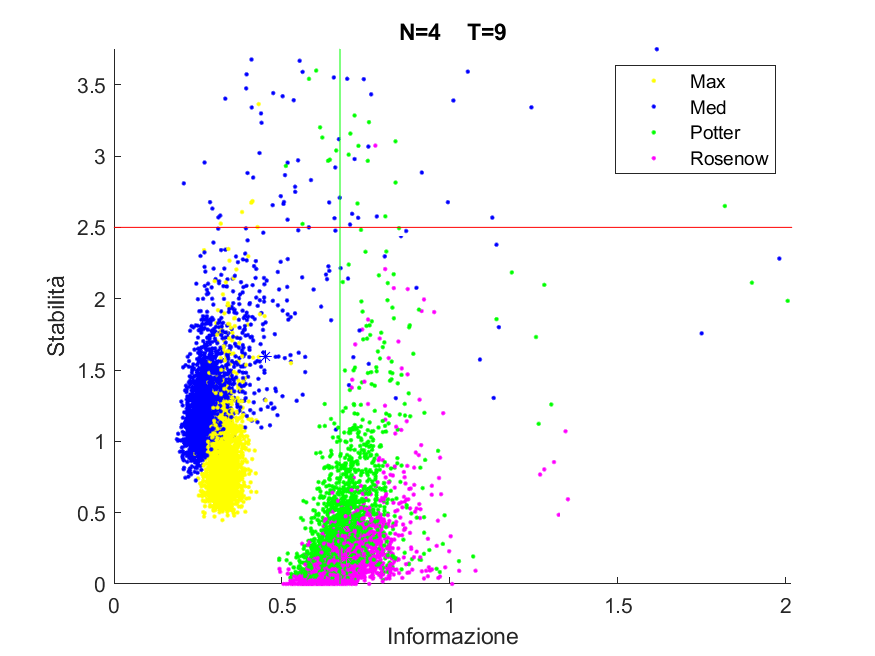 N=4 T=9
3.5
3
2.5
2
1.5
1
0.5
0
Stabilità
0
0.5
1
1.5
2
Informazione
Max
Med
Potter
Rosenow